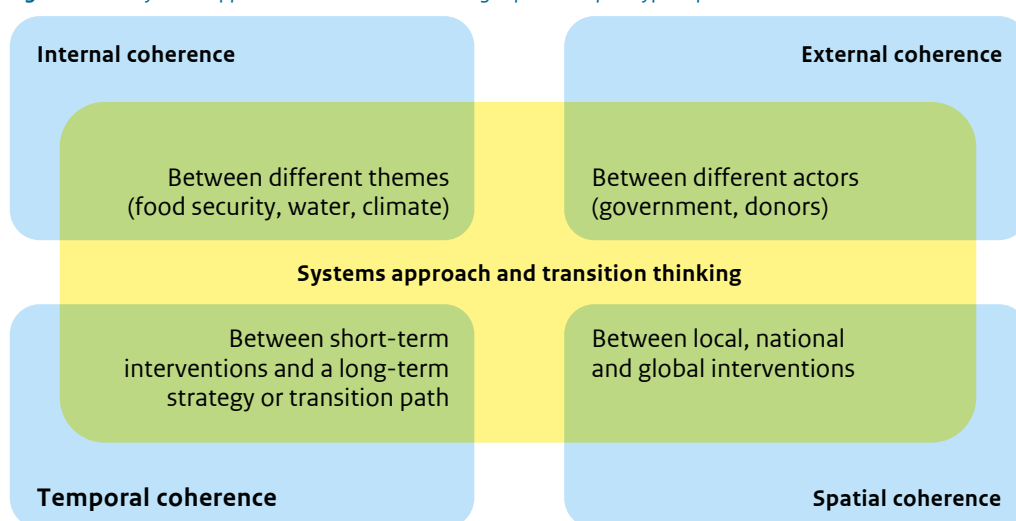 Internal coherence
External coherence
Between different themes
(food security, water, climate)
Between different actors
(government, donors)
Systems approach and transition thinking
Between short-term
interventions and a long-term
strategy or transition path
Between local, national
and global interventions
Temporal coherence
Spatial coherence